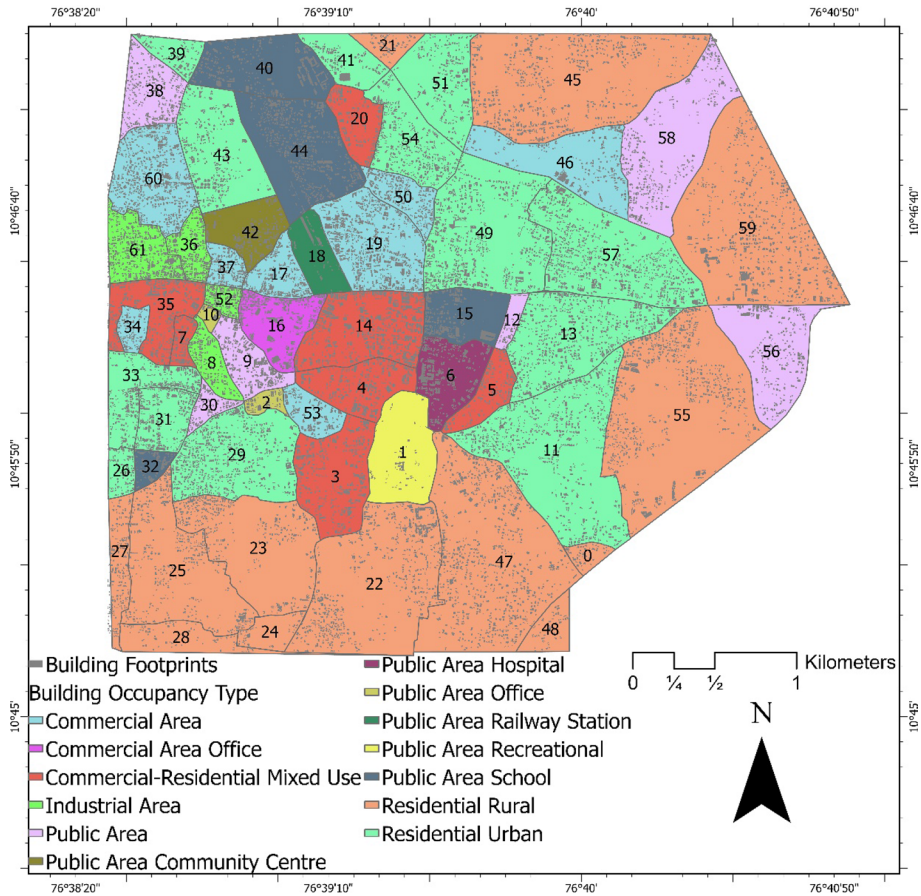 76°38'20" 76°39'10" 76°40' 76°40'50"
21
39 41
40 45
51
38
20
54 58
43 44
46
60
50
42 49 59
61 36 19
18 57
37 17
52
35 10 15 12
34 16 14 13
7
8 9 56
33 6
4 5
30 2 55
31 53
29 11
26 32 3 1
27 23 47 0
25 22
28 24 48
10°46'40"
10°45'50"
10°45'
10°46'40"
10°45'50"
10°45'
Building Footprints
Building Occupancy Type
Commercial Area
Commercial Area Office
Commercial-Residential Mixed Use
Industrial Area
Public Area
Public Area Community Centre
Public Area Hospital
Public Area Office
Public Area Railway Station
Public Area Recreational
Public Area School
Residential Rural
Residential Urban
Kilometers
0 ¼ ½ 1
N
76°38'20" 76°39'10" 76°40' 76°40'50"